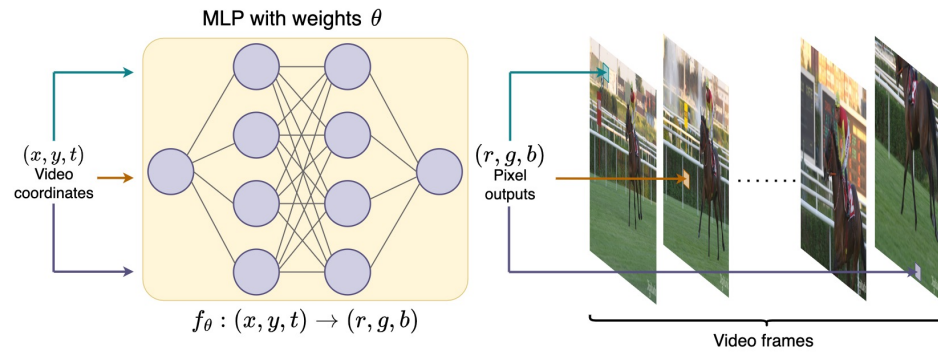 MLP with weights θ
(x, y, t)
Video
coordinates
f_θ : (x, y, t) → (r, g, b)
(r, g, b)
Pixel
outputs
........
Video frames